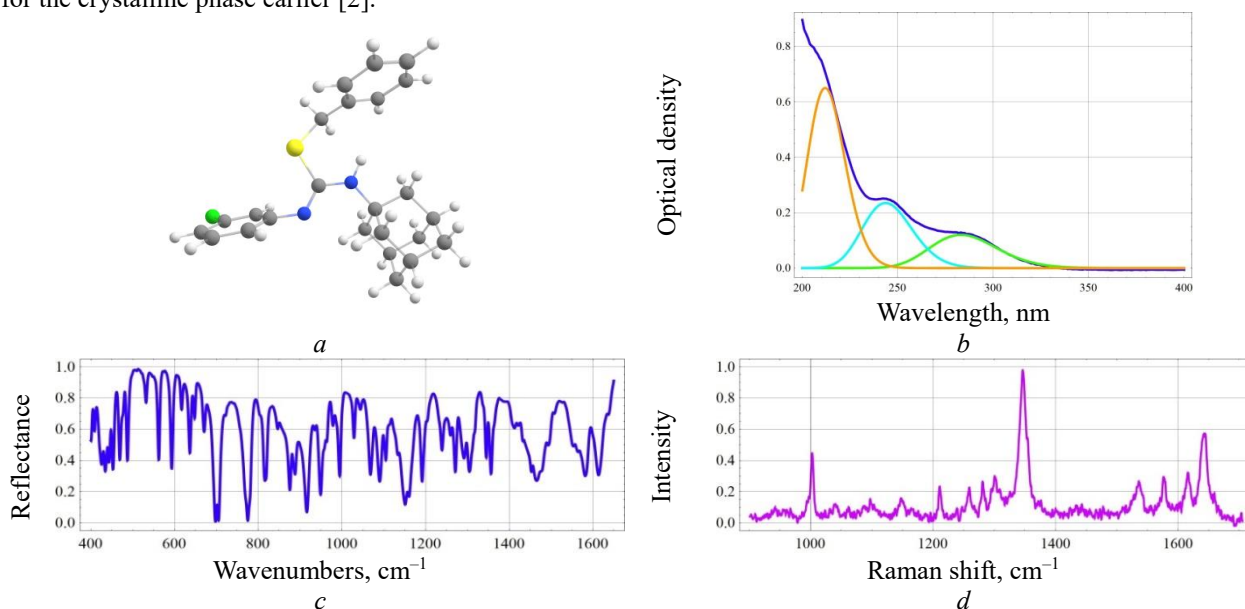 for the crystalline phase earlier [2].
Optical density
0.8
0.6
0.4
0.2
0.0
200 250 300 350 400
Wavelength, nm
a
b
Reflectance
1.0
0.8
0.6
0.4
0.2
0.0
400 600 800 1000 1200 1400 1600
Wavenumbers, cm⁻¹
c
Intensity
1.0
0.8
0.6
0.4
0.2
0.0
1000 1200 1400 1600
Raman shift, cm⁻¹
d